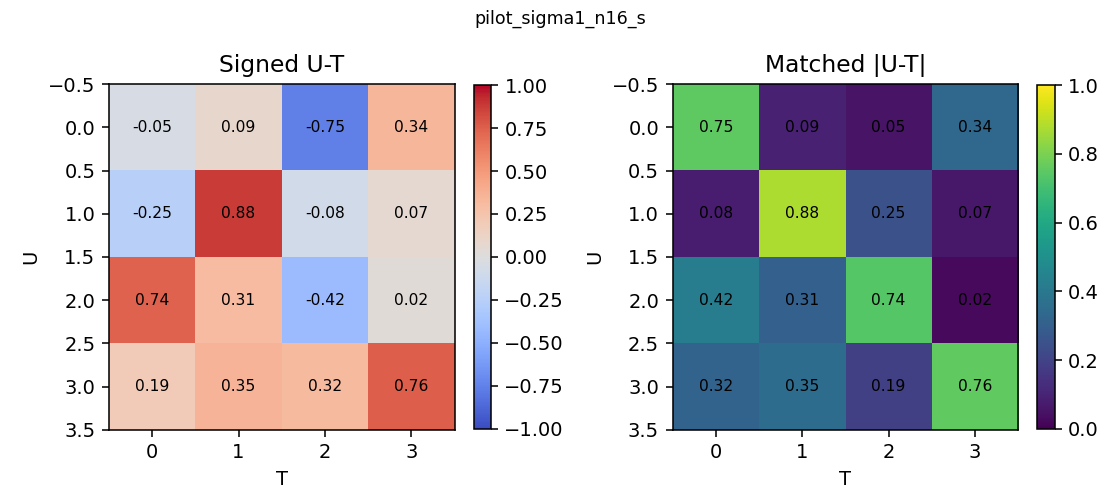 pilot_sigma1_n16_s
Signed U-T
−0.5
0.0
0.5
1.0
1.5
2.0
2.5
3.0
3.5
U
-0.05 0.09 -0.75 0.34
-0.25 0.88 -0.08 0.07
0.74 0.31 -0.42 0.02
0.19 0.35 0.32 0.76
0 1 2 3
T
1.00
0.75
0.50
0.25
0.00
−0.25
−0.50
−0.75
−1.00
Matched |U-T|
−0.5
0.0
0.5
1.0
1.5
2.0
2.5
3.0
3.5
U
0.75 0.09 0.05 0.34
0.08 0.88 0.25 0.07
0.42 0.31 0.74 0.02
0.32 0.35 0.19 0.76
0 1 2 3
T
1.0
0.8
0.6
0.4
0.2
0.0